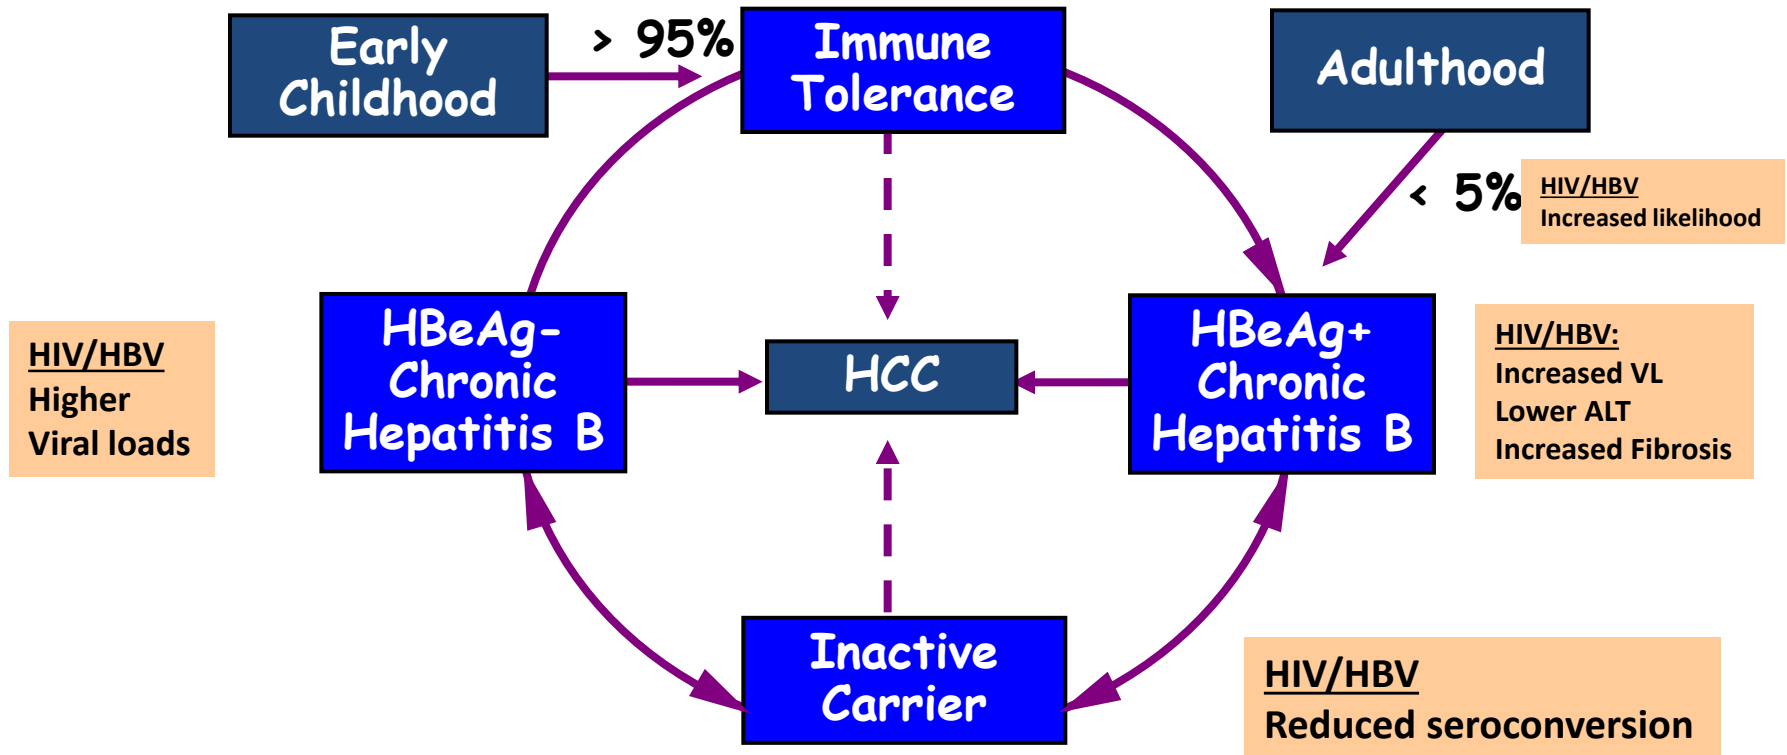 Early
Childhood
> 95%
Immune
Tolerance
Adulthood
< 5%
HIV/HBV
Increased likelihood
HIV/HBV
Higher
Viral loads
HBeAg-
Chronic
Hepatitis B
HCC
HBeAg+
Chronic
Hepatitis B
HIV/HBV:
Increased VL
Lower ALT
Increased Fibrosis
Inactive
Carrier
HIV/HBV
Reduced seroconversion